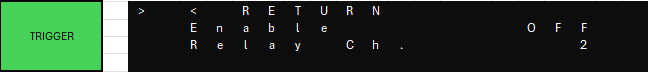 TRIGGER
> < RETURN
Enable OFF
Relay Ch. 2